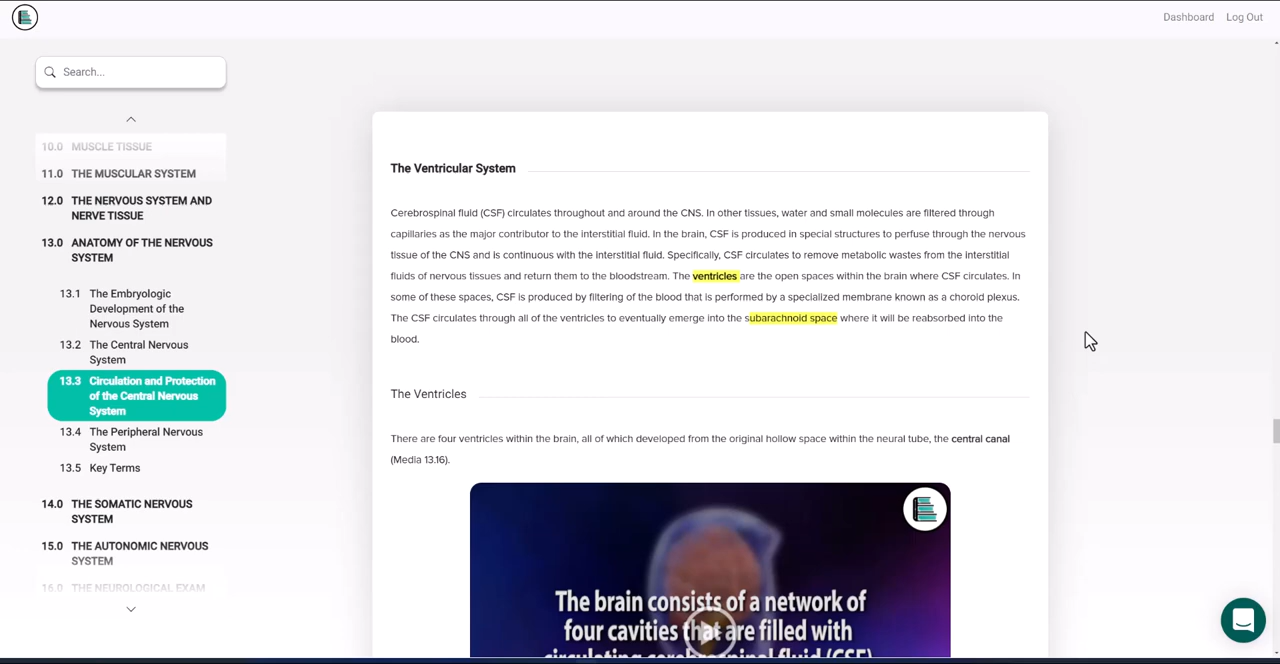 Dashboard Log Out
Search...
10.0 MUSCLE TISSUE
11.0 THE MUSCULAR SYSTEM
12.0 THE NERVOUS SYSTEM AND
NERVE TISSUE
13.0 ANATOMY OF THE NERVOUS
SYSTEM
13.1 The Embryologic
Development of the
Nervous System
13.2 The Central Nervous
System
13.3 Circulation and Protection
of the Central Nervous
System
13.4 The Peripheral Nervous
System
13.5 Key Terms
14.0 THE SOMATIC NERVOUS
SYSTEM
15.0 THE AUTONOMIC NERVOUS
SYSTEM
16.0 THE NEUROLOGICAL EXAM
The Ventricular System
Cerebrospinal fluid (CSF) circulates throughout and around the CNS. In other tissues, water and small molecules are filtered through
capillaries as the major contributor to the interstitial fluid. In the brain, CSF is produced in special structures to perfuse through the nervous
tissue of the CNS and is continuous with the interstitial fluid. Specifically, CSF circulates to remove metabolic wastes from the interstitial
fluids of nervous tissues and return them to the bloodstream. The ventricles are the open spaces within the brain where CSF circulates. In
some of these spaces, CSF is produced by filtering of the blood that is performed by a specialized membrane known as a choroid plexus.
The CSF circulates through all of the ventricles to eventually emerge into the subarachnoid space where it will be reabsorbed into the
blood.
The Ventricles
There are four ventricles within the brain, all of which developed from the original hollow space within the neural tube, the central canal
(Media 13.16).
The brain consists of a network of
four cavities that are filled with
circulating cerebrospinal fluid (CSF)